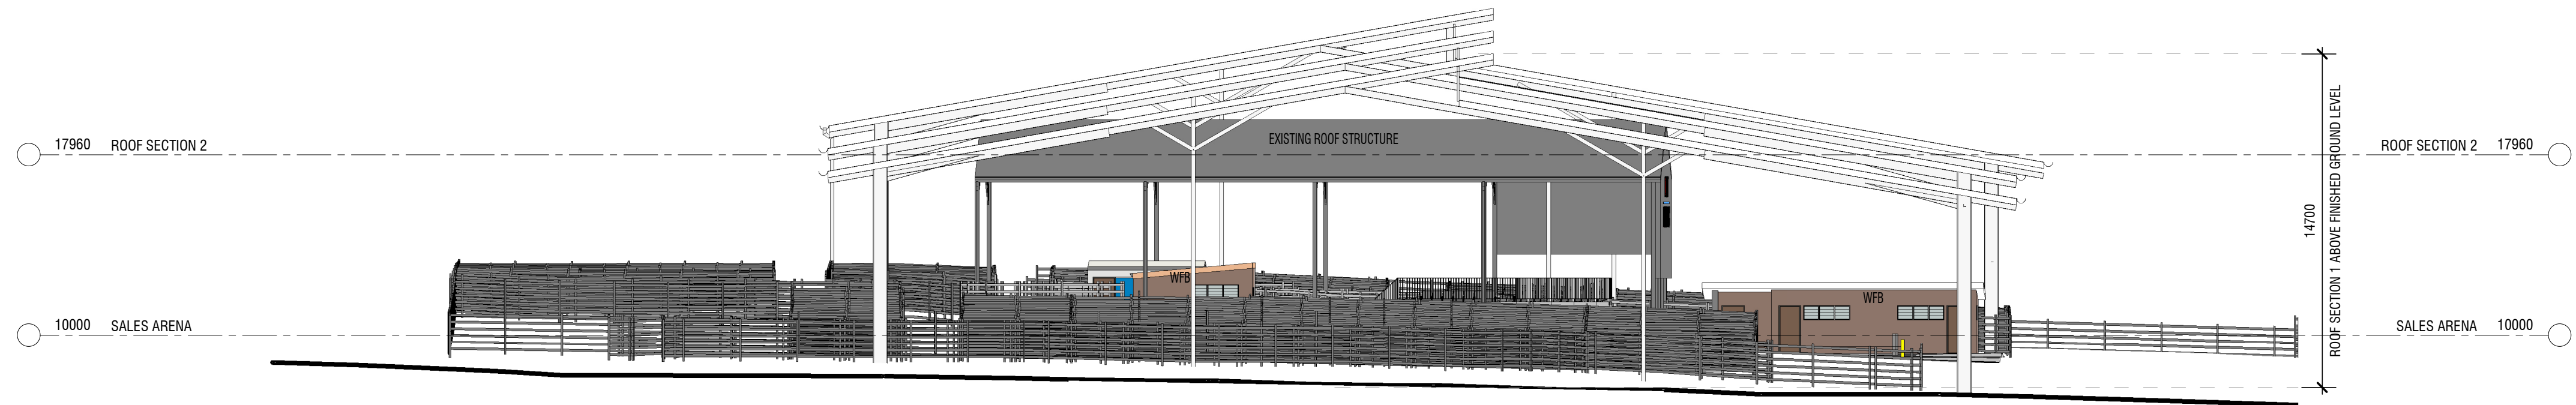 EXISTING ROOF STRUCTURE
17960 ROOF SECTION 2
ROOF SECTION 2 17960
14700
ROOF SECTION 1 ABOVE FINISHED GROUND LEVEL
WFB
WFB
10000 SALES ARENA
SALES ARENA 10000